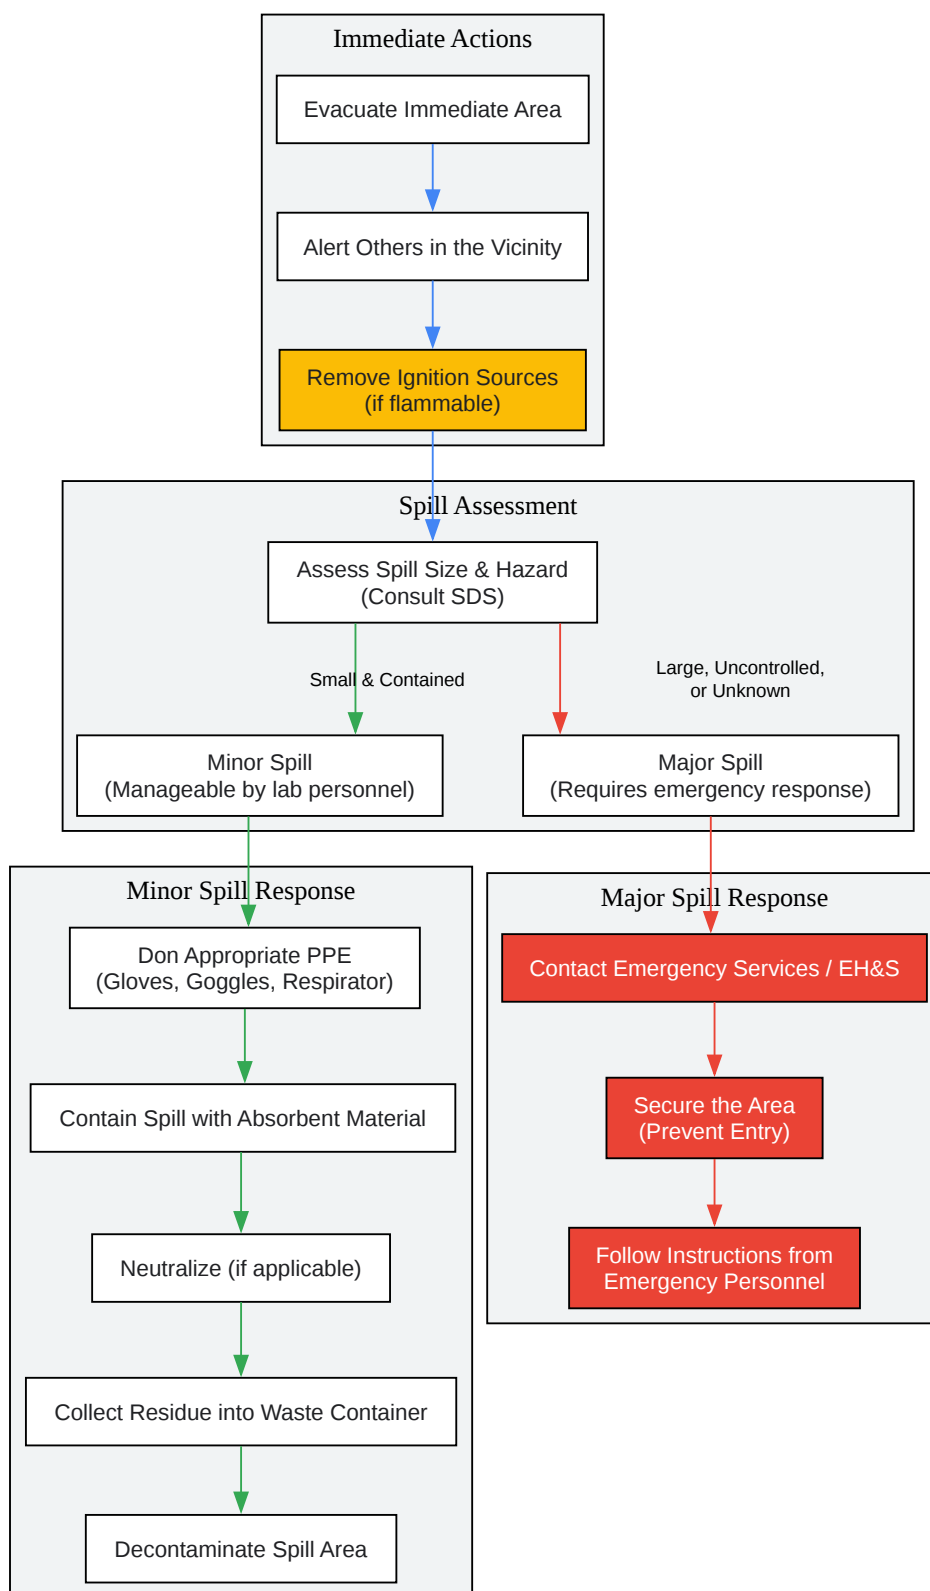 Immediate Actions
Evacuate Immediate Area
Alert Others in the Vicinity
Remove Ignition Sources
(if flammable)
Spill Assessment
Assess Spill Size & Hazard
(Consult SDS)
Small & Contained
Large, Uncontrolled,
or Unknown
Minor Spill
(Manageable by lab personnel)
Major Spill
(Requires emergency response)
Minor Spill Response
Don Appropriate PPE
(Gloves, Goggles, Respirator)
Contain Spill with Absorbent Material
Neutralize (if applicable)
Collect Residue into Waste Container
Decontaminate Spill Area
Major Spill Response
Contact Emergency Services / EH&S
Secure the Area
(Prevent Entry)
Follow Instructions from
Emergency Personnel